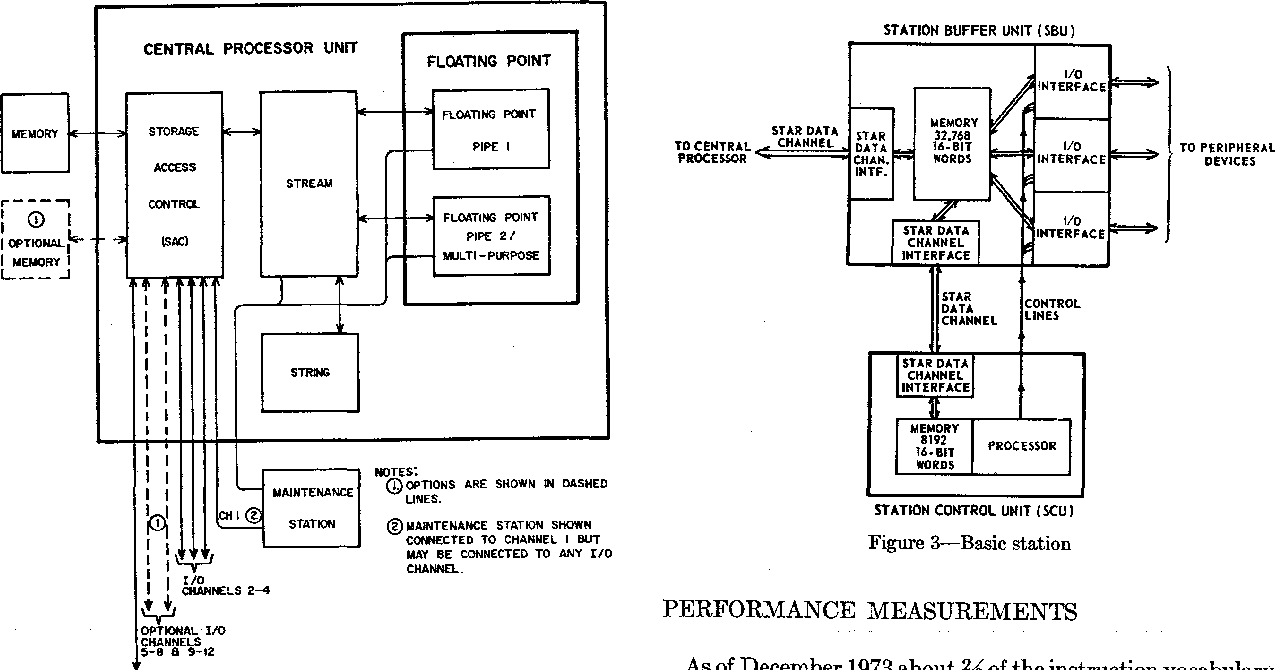 CENTRAL PROCESSOR UNIT
FLOATING POINT
MEMORY
①
OPTIONAL
MEMORY
STORAGE
ACCESS
CONTROL
(SAC)
STREAM
FLOATING POINT
PIPE 1
FLOATING POINT
PIPE 2/
MULTI-PURPOSE
STRING
MAINTENANCE
STATION
CH 1 ②
①
I/O
CHANNELS 2-4
OPTIONAL I/O
CHANNELS
5-8 & 9-12
NOTES:
① OPTIONS ARE SHOWN IN DASHED
LINES.
② MAINTENANCE STATION SHOWN
CONNECTED TO CHANNEL 1 BUT
MAY BE CONNECTED TO ANY I/O
CHANNEL.
STATION BUFFER UNIT (SBU)
TO CENTRAL
PROCESSOR
STAR DATA
CHANNEL
STAR
DATA
CHAN.
INTF.
MEMORY
32,768
16-BIT
WORDS
I/O
INTERFACE
I/O
INTERFACE
I/O
INTERFACE
TO PERIPHERAL
DEVICES
STAR DATA
CHANNEL
INTERFACE
STAR
DATA
CHANNEL
CONTROL
LINES
STAR DATA
CHANNEL
INTERFACE
MEMORY
8192
16-BIT
WORDS
PROCESSOR
STATION CONTROL UNIT (SCU)
Figure 3—Basic station
PERFORMANCE MEASUREMENTS
As of December 1973 about ⅔ of the instruction vocabulary